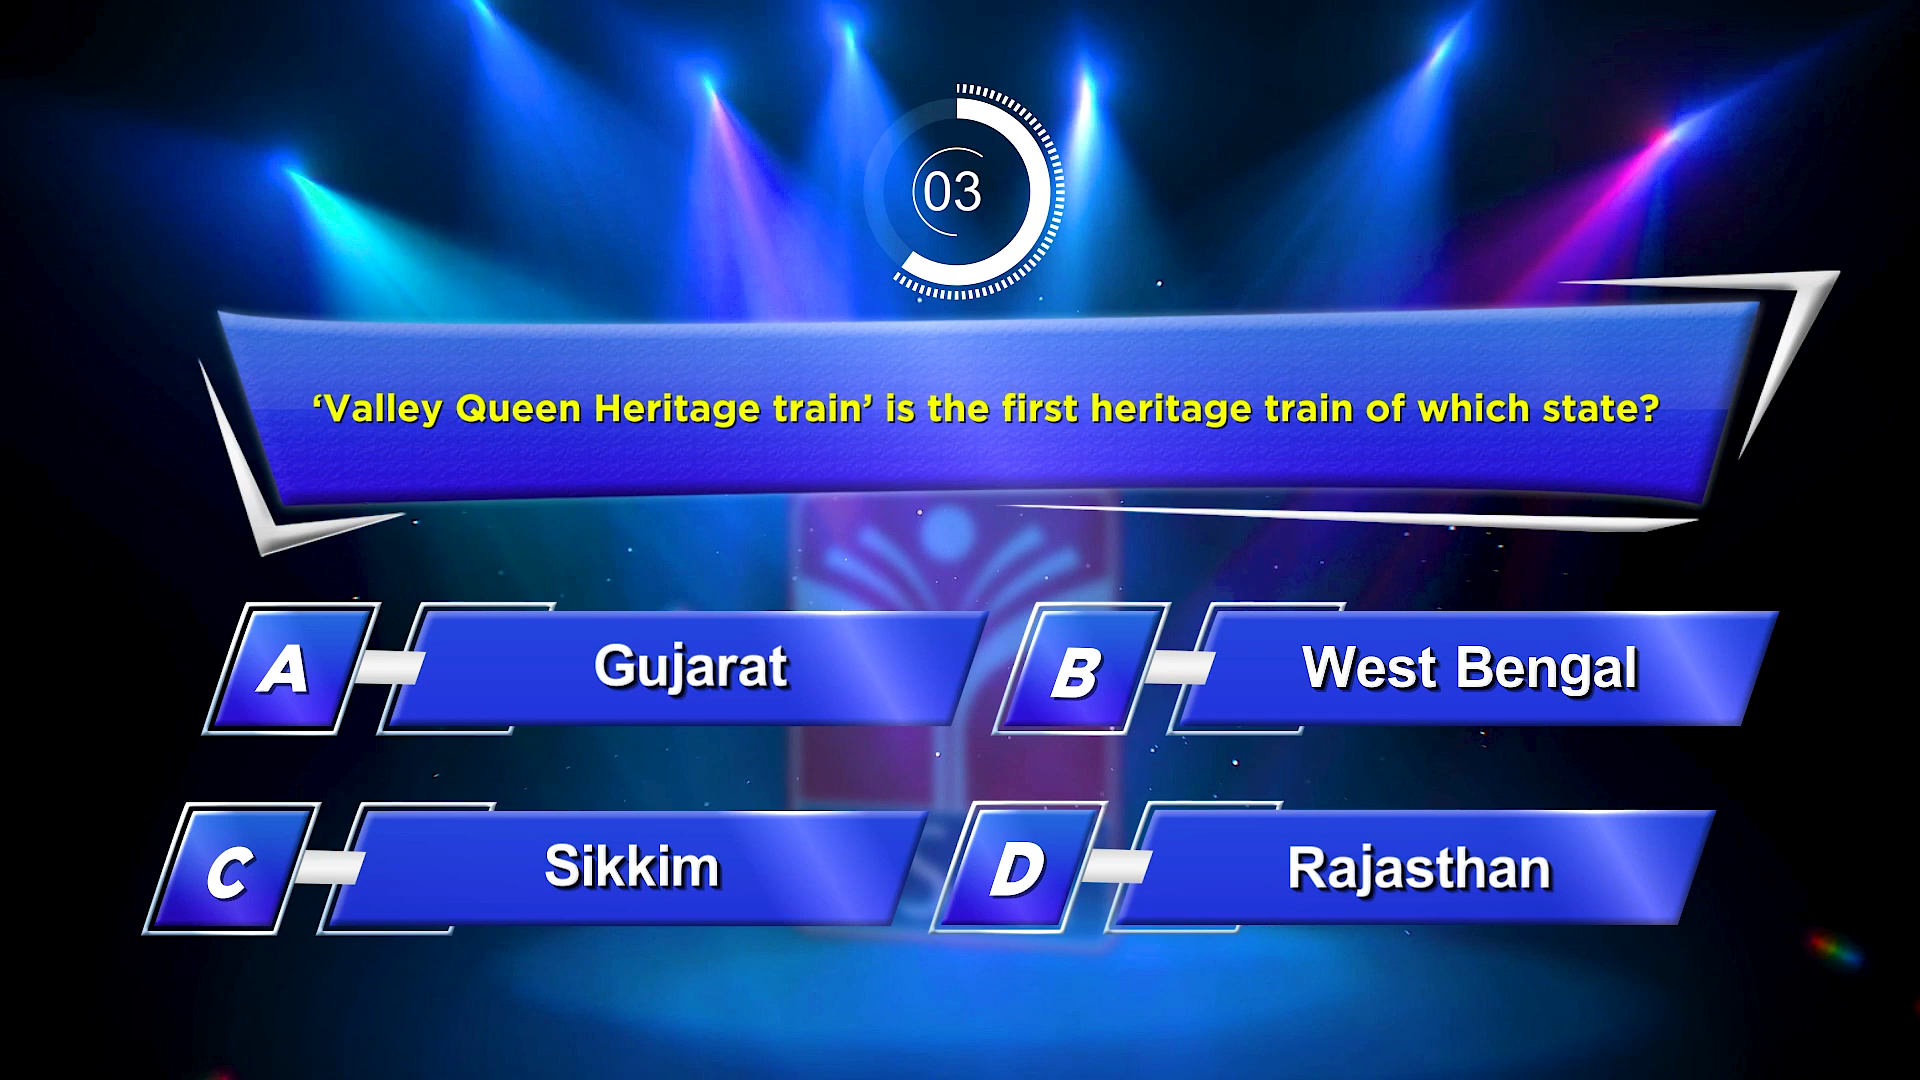 03
‘Valley Queen Heritage train’ is the first heritage train of which state?
A Gujarat
B West Bengal
C Sikkim
D Rajasthan